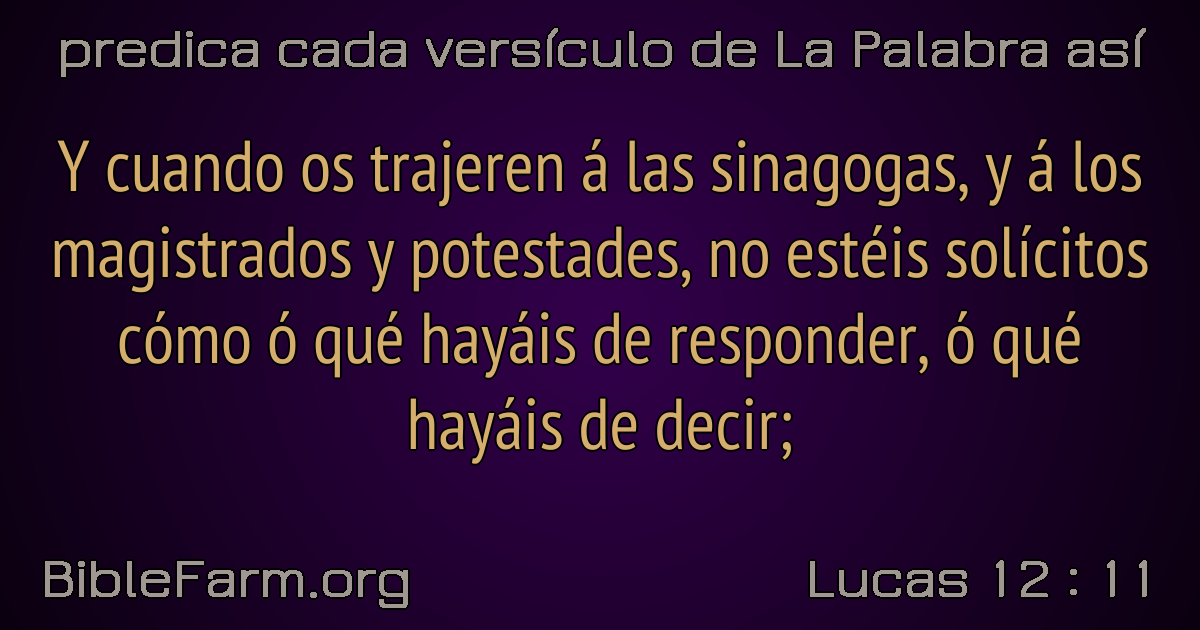 predica cada versículo de La Palabra así
Y cuando os trajeren á las sinagogas, y á los
magistrados y potestades, no estéis solícitos
cómo ó qué hayáis de responder, ó qué
hayáis de decir;
BibleFarm.org
Lucas 12 : 11